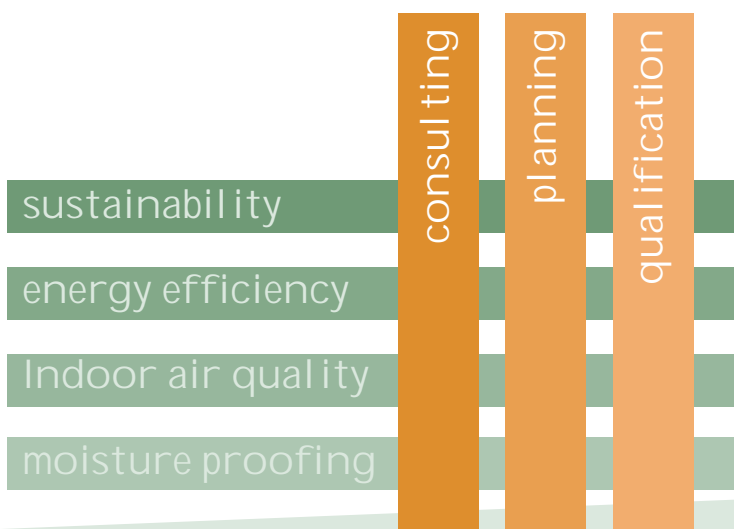 consulting
planning
qualification
sustainability
energy efficiency
Indoor air quality
moisture proofing